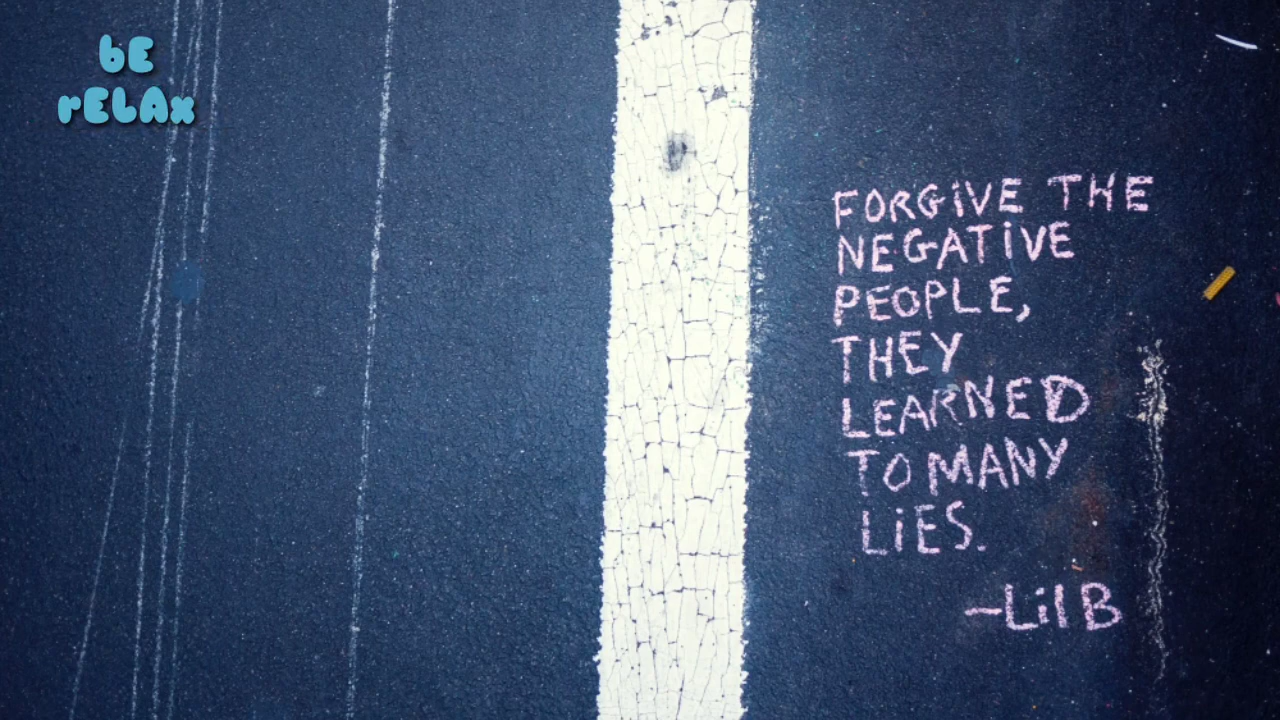 bE
rELAx
FORGiVE THE
NEGATiVE
PEOPLE,
THEY
LEARNED
TO MANY
LiES.
-Lil B